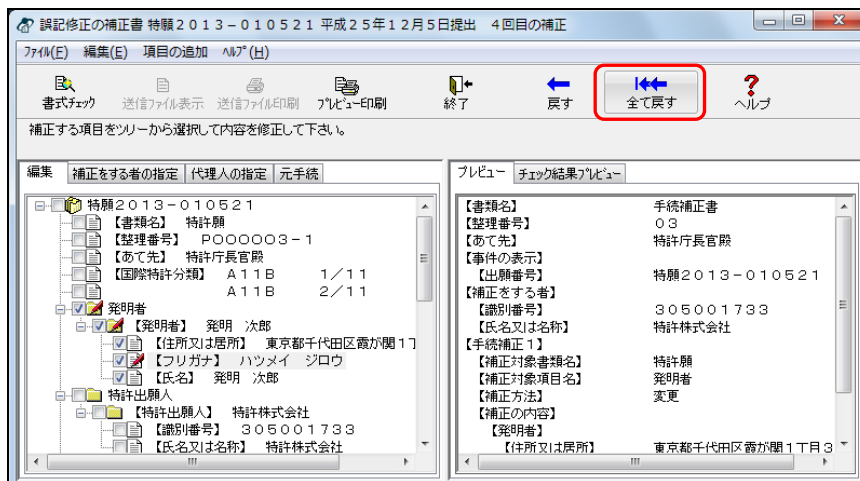 誤記修正の補正書 特願２０１３－０１０５２１ 平成２５年１２月５日提出　４回目の補正
ﾌｧｲﾙ(F)　編集(E)　項目の追加　ﾍﾙﾌﾟ(H)
書式ﾁｪｯｸ　送信ﾌｧｲﾙ表示　送信ﾌｧｲﾙ印刷　ﾌﾟﾚﾋﾞｭｰ印刷　終了　戻す　全て戻す　ヘルプ
補正する項目をツリーから選択して内容を修正して下さい。
編集　補正をする者の指定　代理人の指定　元手続
特願２０１３－０１０５２１
【書類名】　特許願
【整理番号】　Ｐ００００００３－１
【あて先】　特許庁長官殿
【国際特許分類】　Ａ１１Ｂ　１／１１
Ａ１１Ｂ　２／１１
発明者
【発明者】　発明　次郎
【住所又は居所】　東京都千代田区霞が関１丁
【フリガナ】　ハツメイ　ジロウ
【氏名】　発明　次郎
特許出願人
【特許出願人】　特許株式会社
【識別番号】　３０５００１７３３
【氏名又は名称】　特許株式会社
プレビュー　ﾁｪｯｸ結果ﾌﾟﾚﾋﾞｭｰ
【書類名】　手続補正書
【整理番号】　０３
【あて先】　特許庁長官殿
【事件の表示】
【出願番号】　特願２０１３－０１０５２１
【補正をする者】
【識別番号】　３０５００１７３３
【氏名又は名称】　特許株式会社
【手続補正１】
【補正対象書類名】　特許願
【補正対象項目名】　発明者
【補正方法】　変更
【補正の内容】
【発明者】
【住所又は居所】　東京都千代田区霞が関１丁目３